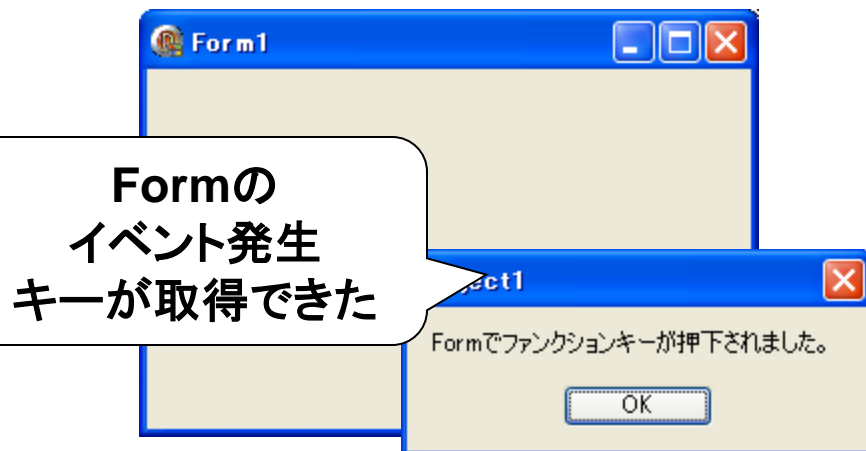 Form1
Formの
イベント発生
キーが取得できた
ject1
Formでファンクションキーが押下されました。
OK